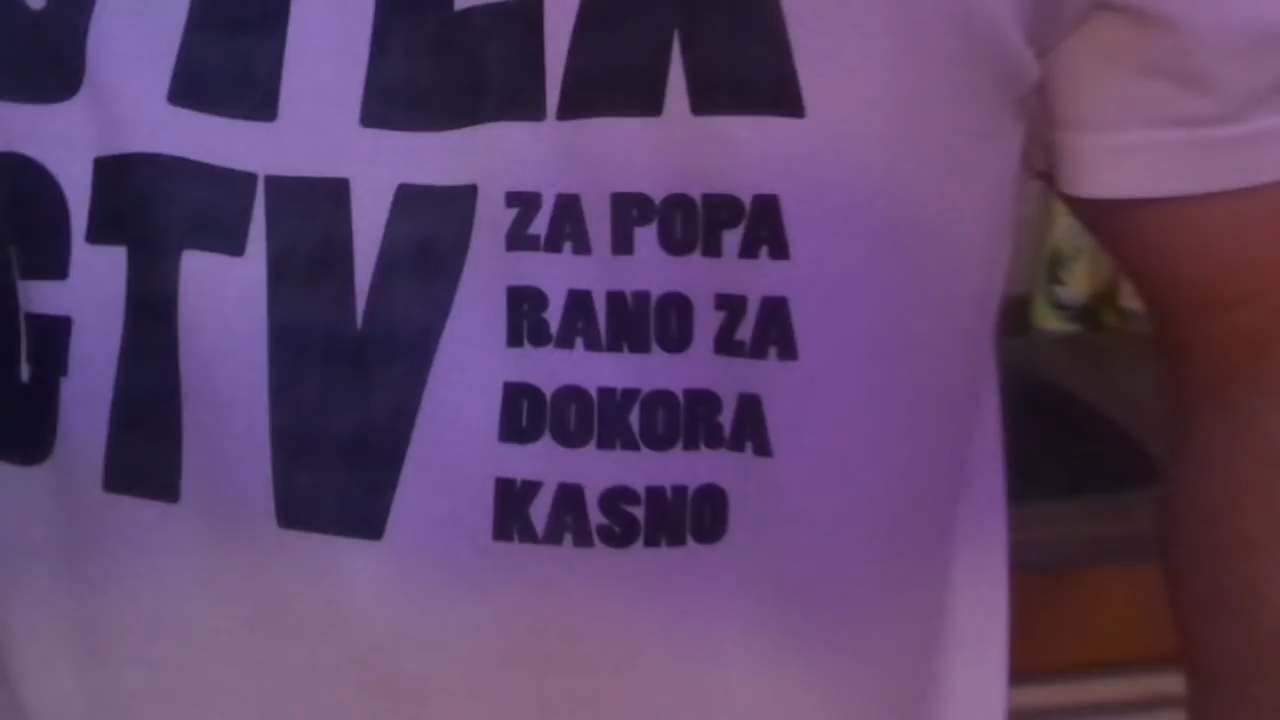 GTV
ZA POPA
RANO ZA
DOKORA
KASNO